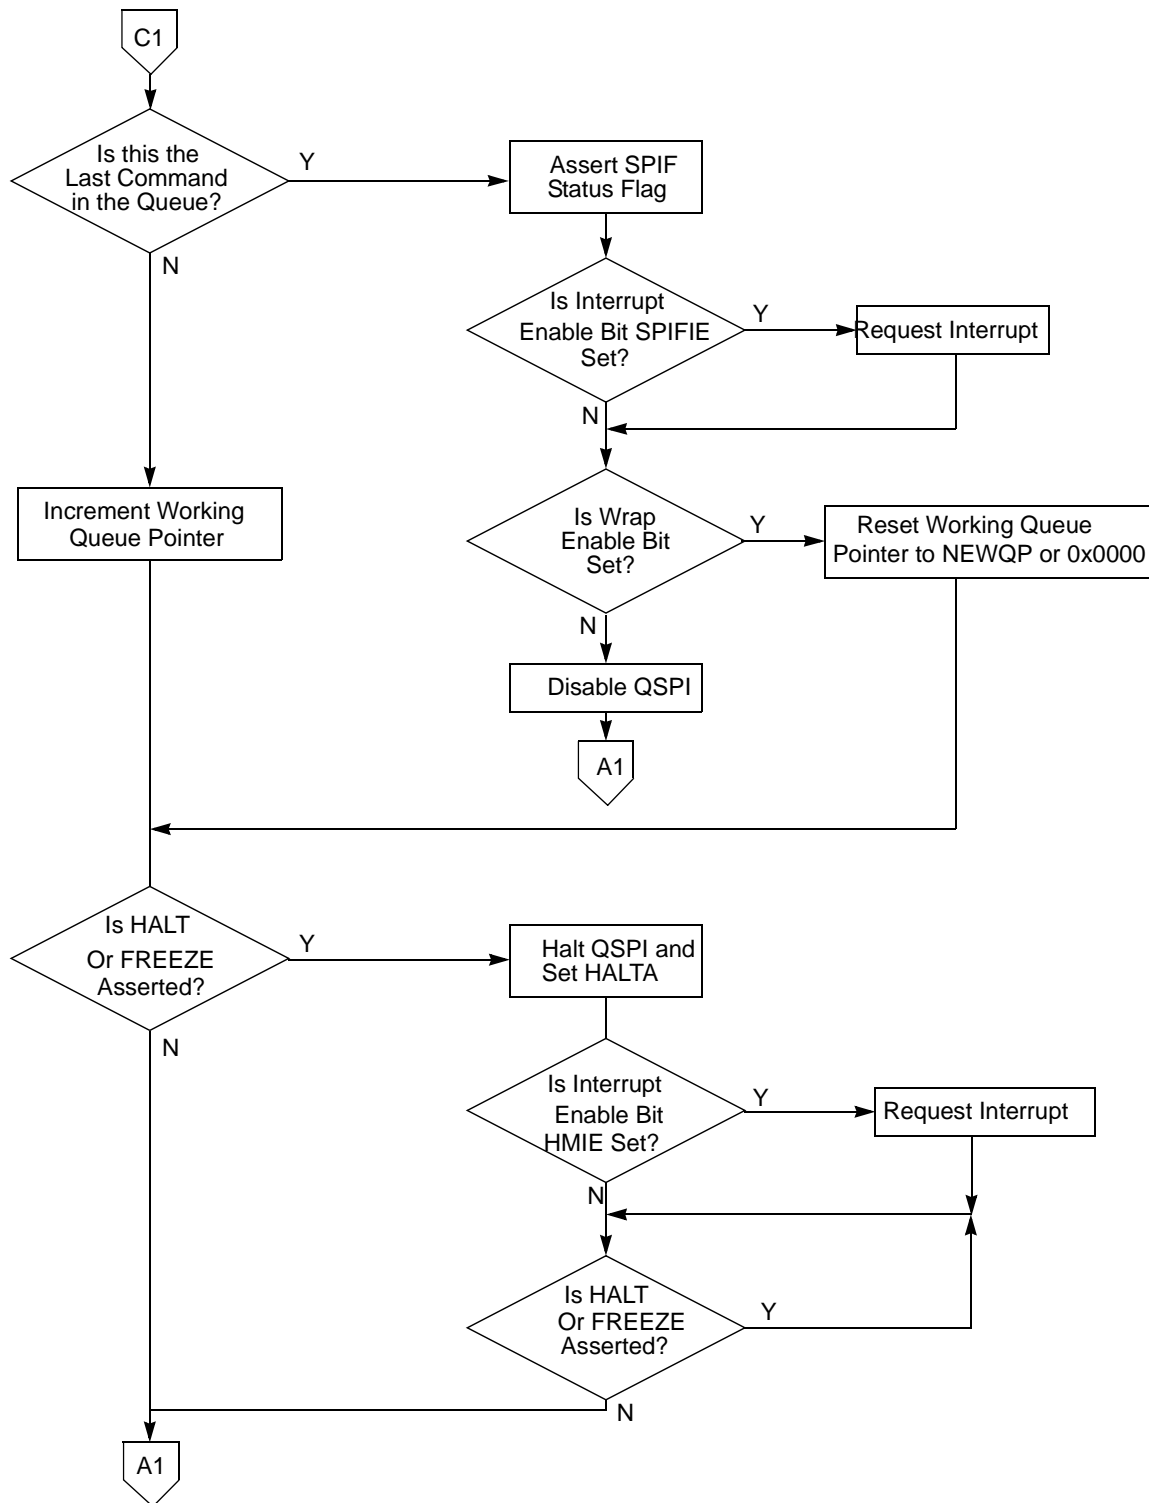 C1
Is this the
Last Command
in the Queue?
Y
Assert SPIF
Status Flag
N
Is Interrupt
Enable Bit SPIFIE
Set?
Y
Request Interrupt
N
Increment Working
Queue Pointer
Is Wrap
Enable Bit
Set?
Y
Reset Working Queue
Pointer to NEWQP or 0x0000
N
Disable QSPI
A1
Is HALT
Or FREEZE
Asserted?
Y
Halt QSPI and
Set HALTA
N
Is Interrupt
Enable Bit
HMIE Set?
Y
Request Interrupt
N
Is HALT
Or FREEZE
Asserted?
Y
N
A1